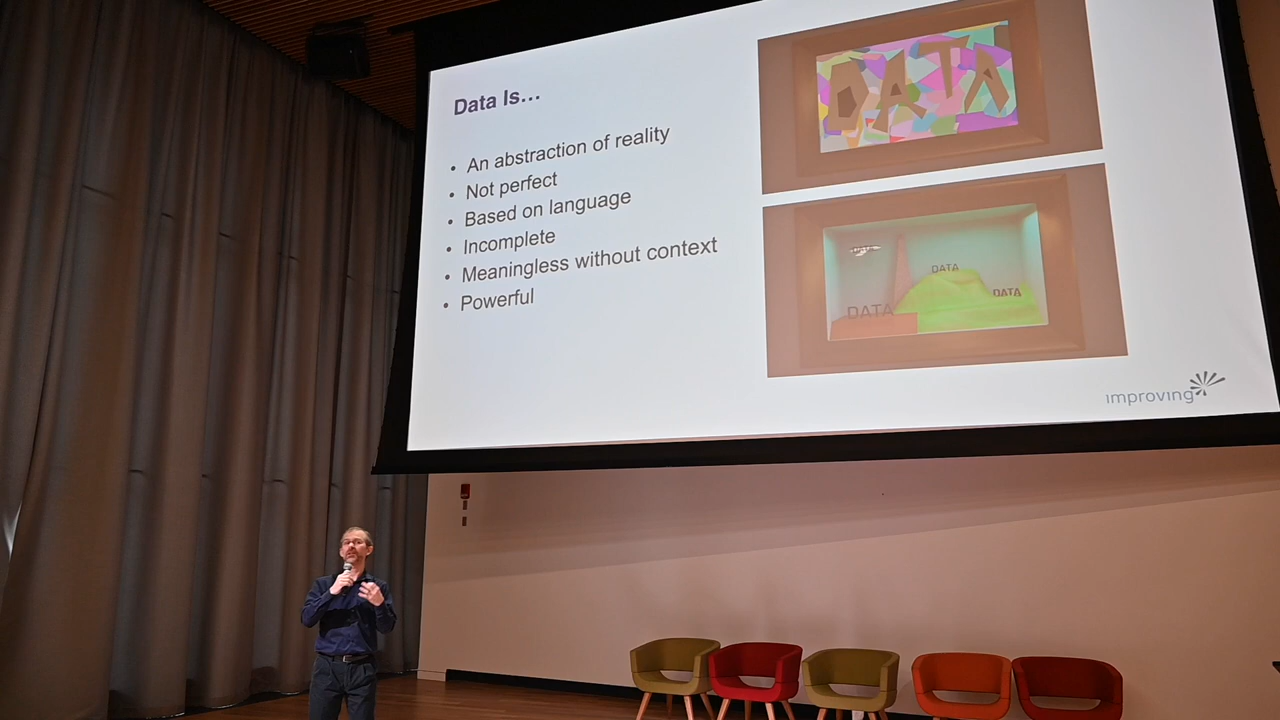 Data Is…
• An abstraction of reality
• Not perfect
• Based on language
• Incomplete
• Meaningless without context
• Powerful
DATA
DATA
DATA
DATA
improving